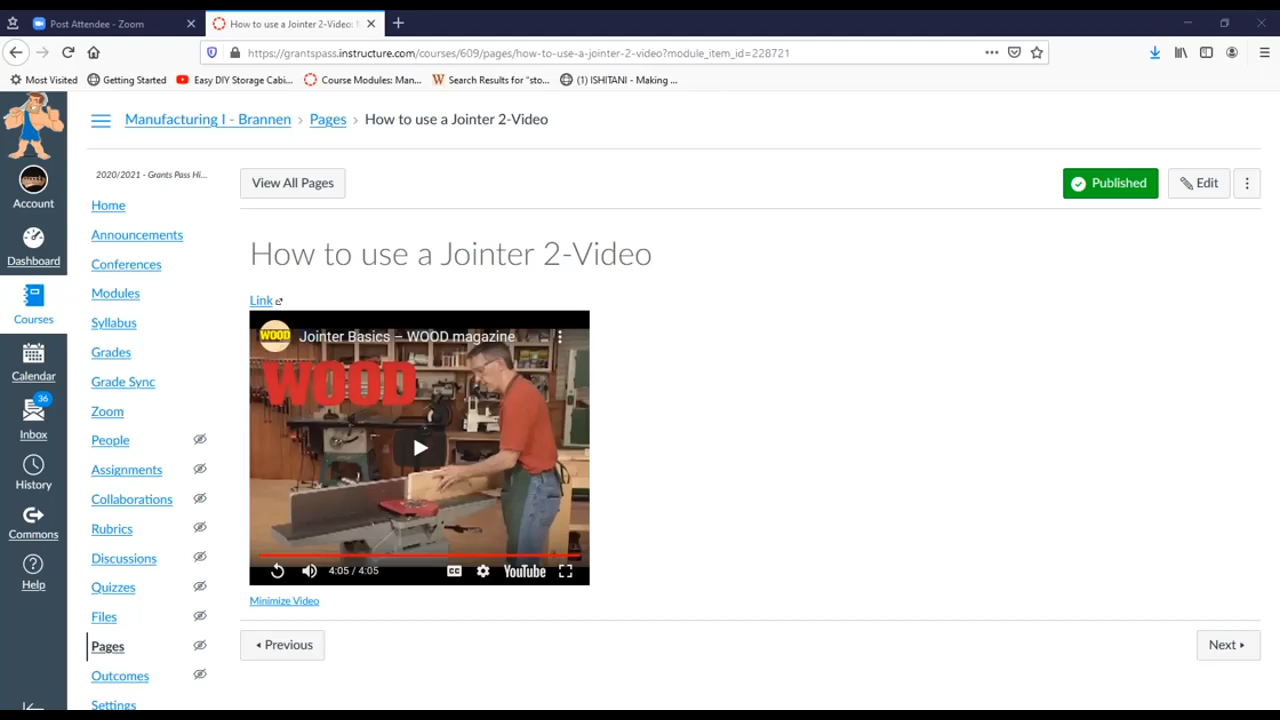 Post Attendee - Zoom
How to use a Jointer 2-Video:
https://grantspass.instructure.com/courses/609/pages/how-to-use-a-jointer-2-video?module_item_id=228721
Most Visited
Getting Started
Easy DIY Storage Cabi...
Course Modules: Man...
Search Results for "sto...
(1) ISHITANI - Making ...
Manufacturing I - Brannen > Pages > How to use a Jointer 2-Video
2020/2021 - Grants Pass Hi...
View All Pages
Published
Edit
Account
Dashboard
Courses
Calendar
36
Inbox
History
Commons
Help
Home
Announcements
Conferences
Modules
Syllabus
Grades
Grade Sync
Zoom
People
Assignments
Collaborations
Rubrics
Discussions
Quizzes
Files
Pages
Outcomes
Settings
How to use a Jointer 2-Video
Link
WOOD
Jointer Basics – WOOD magazine
WOOD
4:05 / 4:05
CC
YouTube
Minimize Video
Previous
Next